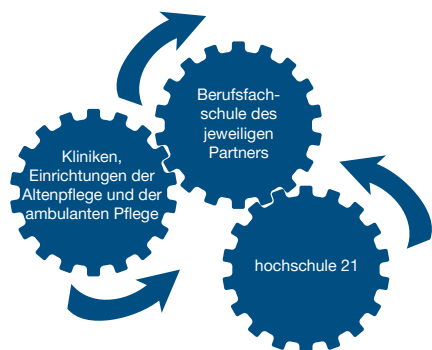 Berufsfach-
schule des
jeweiligen
Partners
Kliniken,
Einrichtungen der
Altenpflege und der
ambulanten Pflege
hochschule 21